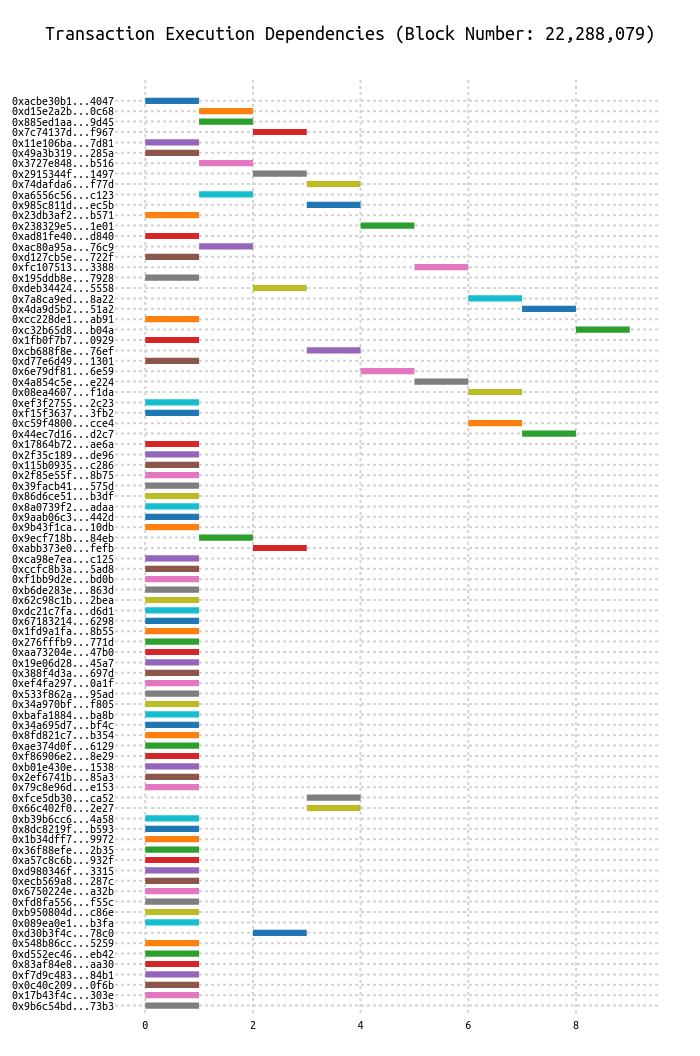 Transaction Execution Dependencies (Block Number: 22,288,079)
0xacbe30b1...4047
0xd15e2a2b...0c68
0x885ed1aa...9d45
0x7c74137d...f967
0x11e106ba...7d81
0x49a3b319...285a
0x3727e848...b516
0x2915344f...1497
0x74dafda6...f77d
0xa6556c56...c123
0x985c811d...ec5b
0x23db3af2...b571
0x238329e5...1e01
0xad81fe40...d840
0xac80a95a...76c9
0xd127cb5e...722f
0xfc107513...3388
0x195ddb8e...7928
0xdeb34424...5558
0x7a8ca9ed...8a22
0x4da9d5b2...51a2
0xcc228de1...ab91
0xc32b65d8...b04a
0x1fb0f7b7...0929
0xcb688f8e...76ef
0xd77e6d49...1301
0x6e79df81...6e59
0x4a854c5e...e224
0x08ea4607...f1da
0xef3f2755...2c23
0xf15f3637...3fb2
0xc59f4800...cce4
0x44ec7d16...d2c7
0x17864b72...ae6a
0x2f35c189...de96
0x115b0935...c286
0x2f85e55f...8b75
0x39facb41...575d
0x86d6ce51...b3df
0x8a0739f2...adaa
0x9aab06c3...442d
0x9b43f1ca...10db
0x9ecf718b...84eb
0xabb373e0...fefb
0xca98e7ea...c125
0xccfc8b3a...5ad8
0xf1bb9d2e...bd0b
0xb6de283e...863d
0x62c98c1b...2bea
0xdc21c7fa...d6d1
0x67183214...6298
0x1fd9a1fa...8b55
0x276fffb9...771d
0xaa73204e...47b0
0x19e06d28...45a7
0x388f4d3a...697d
0xef4fa297...0a1f
0x533f862a...95ad
0x34a970bf...f805
0xbafa1884...ba8b
0x34a695d7...bf4c
0x8fd821c7...b354
0xae374d0f...6129
0xf86906e2...8e29
0xb01e430e...1538
0x2ef6741b...85a3
0x79c8e96d...e153
0xfce5db30...ca52
0x66c402f0...2e27
0xb39b6cc6...4a58
0x8dc8219f...b593
0x1b34dff7...9972
0x36f88efe...2b35
0xa57c8c6b...932f
0xd980346f...3315
0xecb569a8...287c
0x6750224e...a32b
0xfd8fa556...f55c
0xb950804d...c86e
0x089ea0e1...b3fa
0xd30b3f4c...78c0
0x548b86cc...5259
0xd552ec46...eb42
0x83af84e8...aa30
0xf7d9c483...84b1
0x0c40c209...0f6b
0x17b43f4c...303e
0x9b6c54bd...73b3
0 2 4 6 8